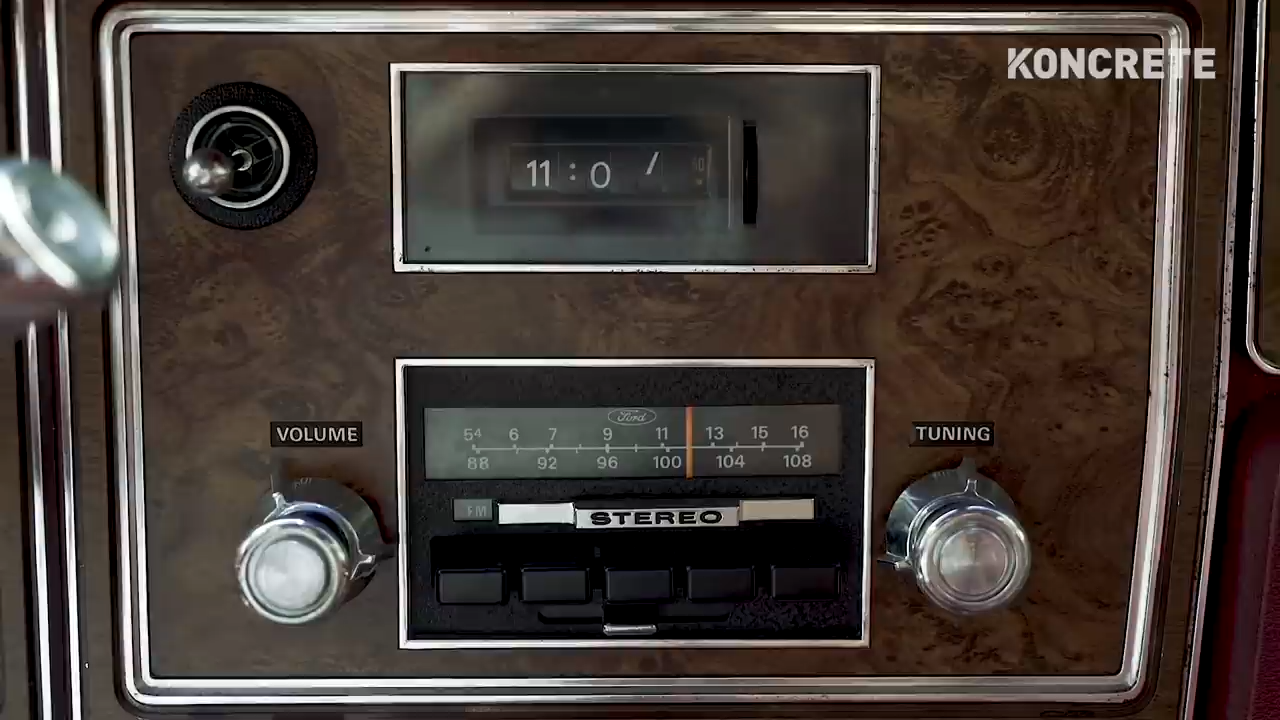 KONCRETE
11:0
Ford
54 6 7 9 11 13 15 16
88 92 96 100 104 108
VOLUME
TUNING
FM
STEREO